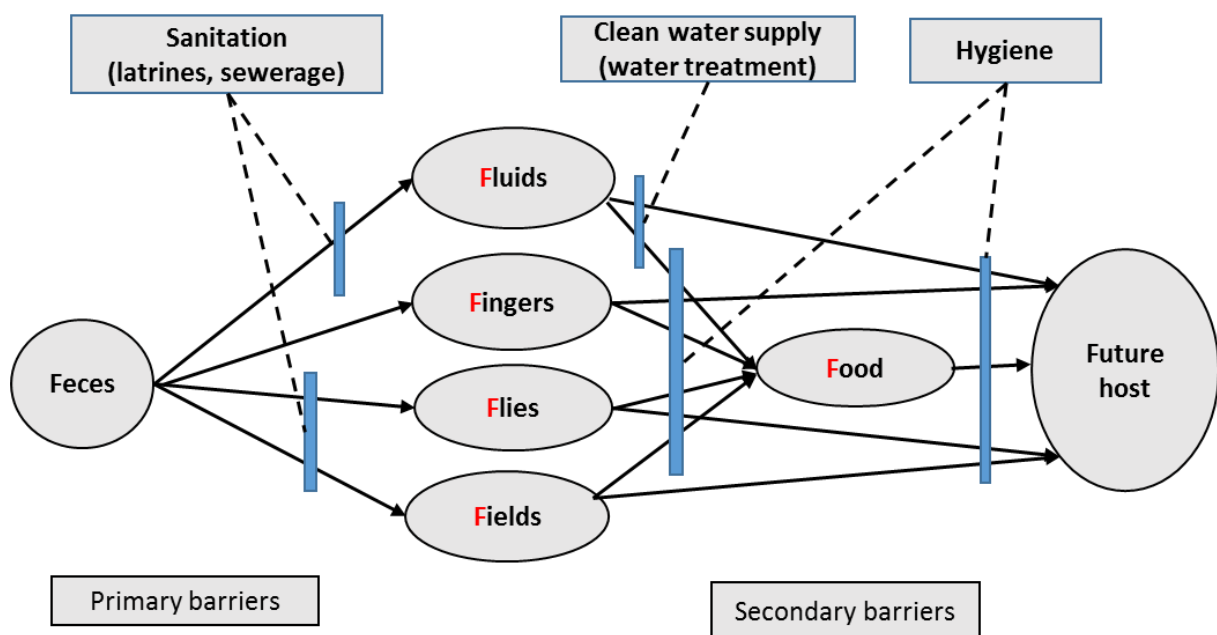 Sanitation
(latrines, sewerage)
Clean water supply
(water treatment)
Hygiene
Fluids
Fingers
Feces
Flies
Food
Future
host
Fields
Primary barriers
Secondary barriers